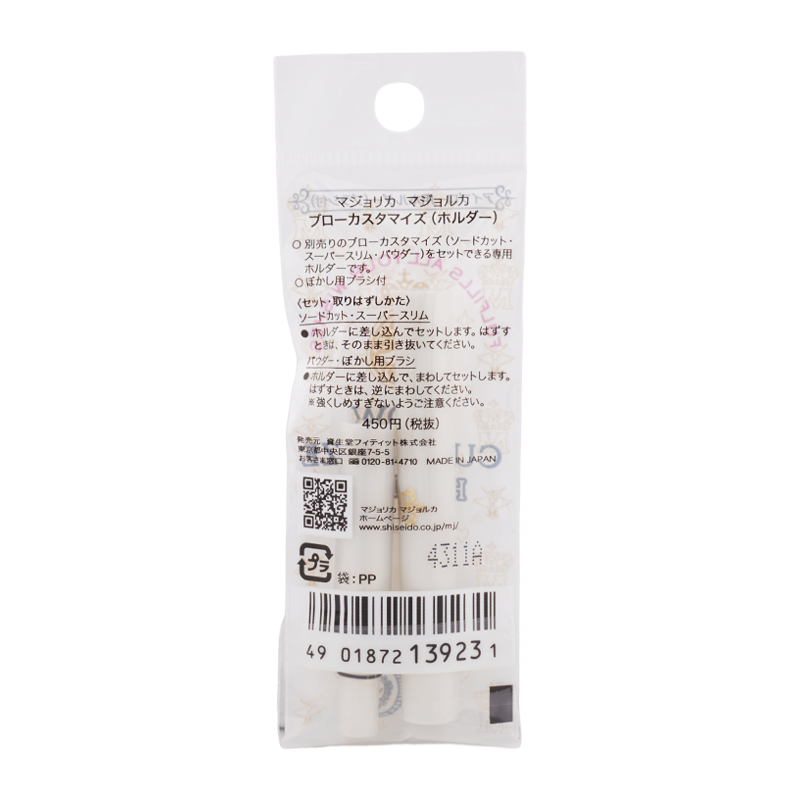 マジョリカ マジョルカ
ブローカスタマイズ（ホルダー）
○別売りのブローカスタマイズ（ソードカット・
スーパースリム・パウダー）をセットできる専用
ホルダーです。
○ぼかし用ブラシ付
〈セット・取りはずしかた〉
ソードカット・スーパースリム
●ホルダーに差し込んでセットします。はずす
ときは、そのまま引き抜いてください。
パウダー・ぼかし用ブラシ
●ホルダーに差し込んで、まわしてセットします。
はずすときは、逆にまわしてください。
※強くしめすぎないようご注意ください。
450円（税抜）
発売元 資生堂フィティット株式会社
東京都中央区銀座7-5-5
お客さま窓口 0120-81-4710 MADE IN JAPAN
マジョリカ マジョルカ
ホームページ
www.shiseido.co.jp/mj/
4311A
プラ
袋：PP
49 01872 13923 1